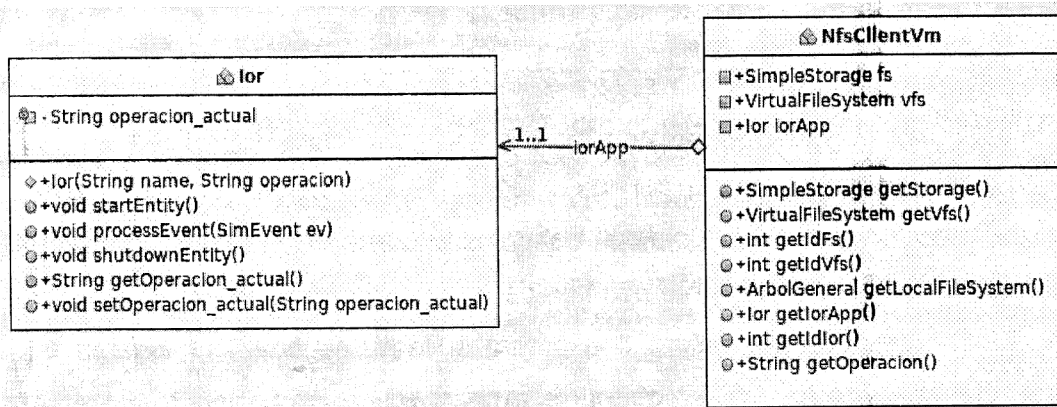 Ior
- String operacion_actual
+Ior(String name, String operacion)
+void startEntity()
+void processEvent(SimEvent ev)
+void shutdownEntity()
+String getOperacion_actual()
+void setOperacion_actual(String operacion_actual)
1..1
iorApp
NfsClientVm
+SimpleStorage fs
+VirtualFileSystem vfs
+Ior iorApp
+SimpleStorage getStorage()
+VirtualFileSystem getVfs()
+int getIdFs()
+int getIdVfs()
+ArbolGeneral getLocalFileSystem()
+Ior getIorApp()
+int getIdIor()
+String getOperacion()